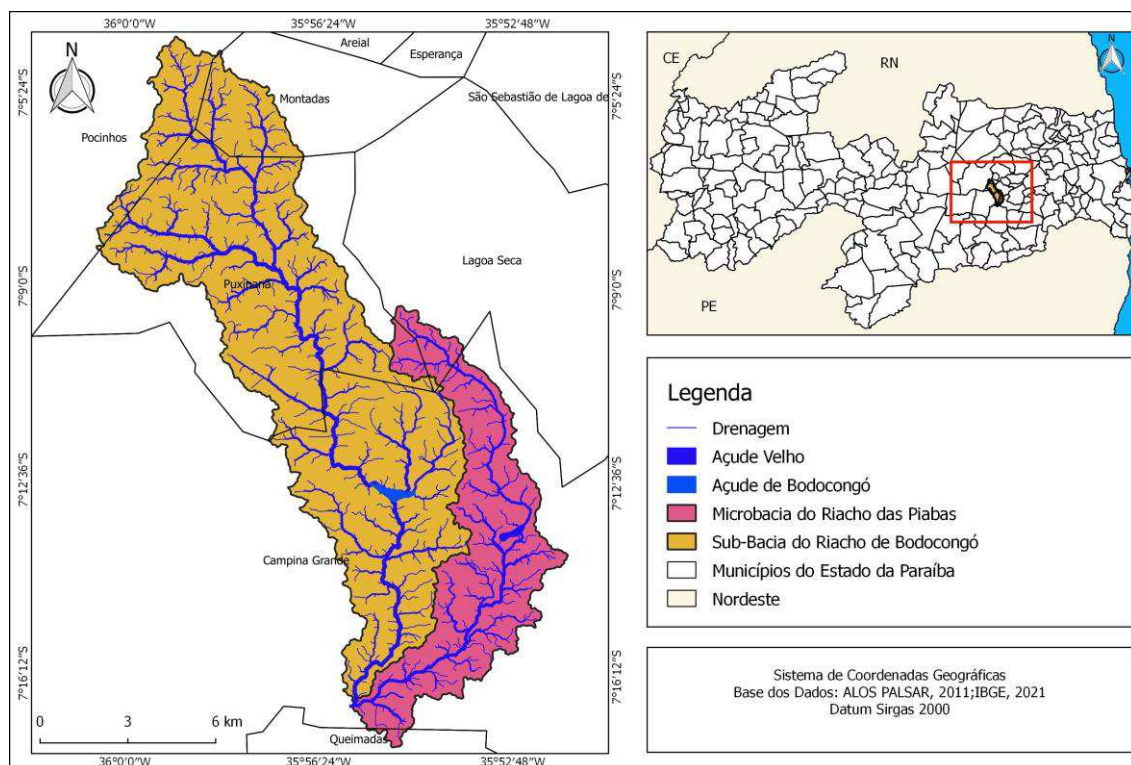 36°0'0"W
35°56'24"W
35°52'48"W
N
7°5'24"S
7°9'0"S
7°12'36"S
7°16'12"S
Areial
Esperança
Montadas
São Sebastião de Lagoa de
Pocinhos
Lagoa Seca
Puxinanã
Campina Grande
Queimadas
0 3 6 km
7°5'24"S
7°9'0"S
7°12'36"S
7°16'12"S
36°0'0"W
35°56'24"W
35°52'48"W
CE
RN
N
PE
Legenda
Drenagem
Açude Velho
Açude de Bodocongó
Microbacia do Riacho das Piabas
Sub-Bacia do Riacho de Bodocongó
Municípios do Estado da Paraíba
Nordeste
Sistema de Coordenadas Geográficas
Base dos Dados: ALOS PALSAR, 2011;IBGE, 2021
Datum Sirgas 2000